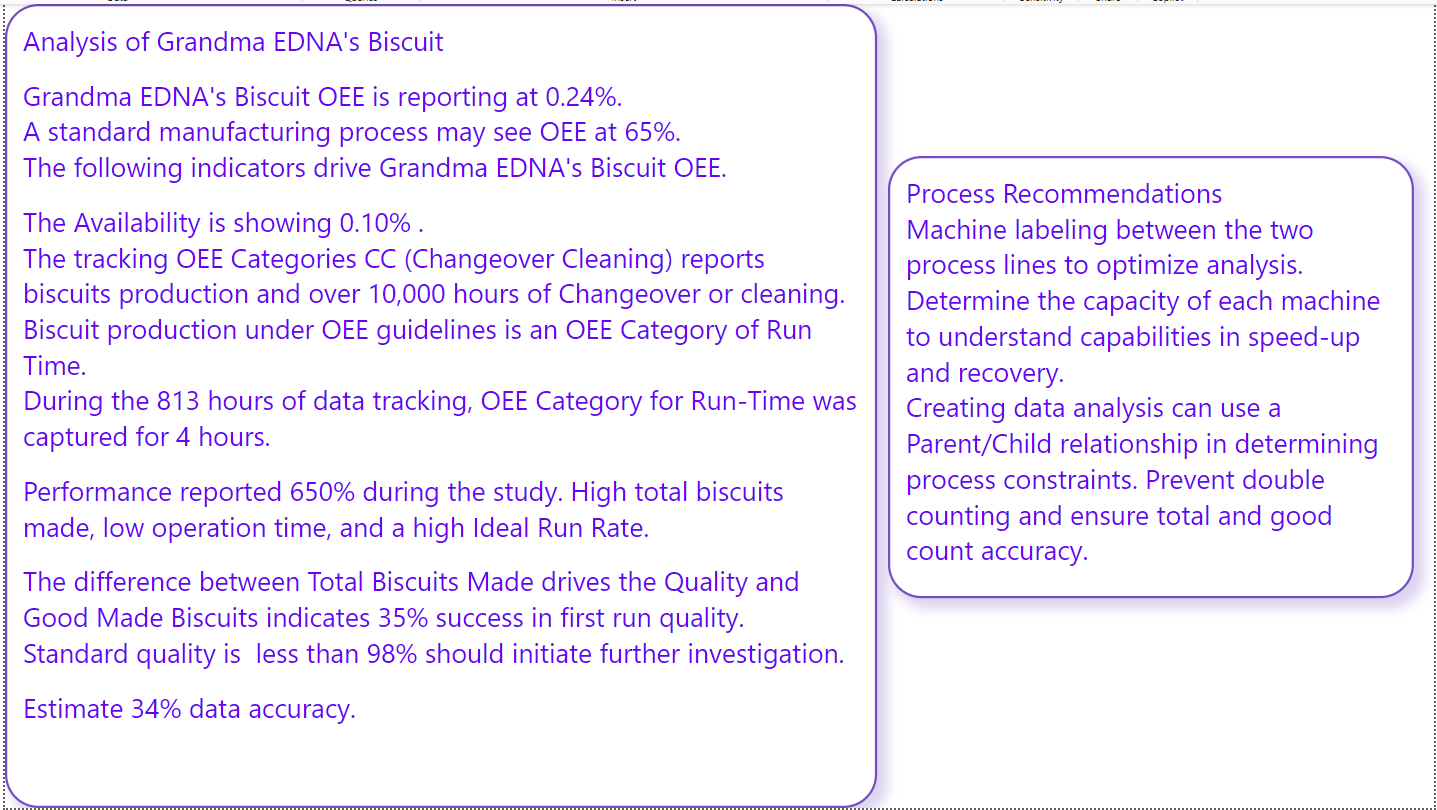 Analysis of Grandma EDNA's Biscuit
Grandma EDNA's Biscuit OEE is reporting at 0.24%.
A standard manufacturing process may see OEE at 65%.
The following indicators drive Grandma EDNA's Biscuit OEE.
The Availability is showing 0.10% .
The tracking OEE Categories CC (Changeover Cleaning) reports
biscuits production and over 10,000 hours of Changeover or cleaning.
Biscuit production under OEE guidelines is an OEE Category of Run
Time.
During the 813 hours of data tracking, OEE Category for Run-Time was
captured for 4 hours.
Performance reported 650% during the study. High total biscuits
made, low operation time, and a high Ideal Run Rate.
The difference between Total Biscuits Made drives the Quality and
Good Made Biscuits indicates 35% success in first run quality.
Standard quality is  less than 98% should initiate further investigation.
Estimate 34% data accuracy.
Process Recommendations
Machine labeling between the two
process lines to optimize analysis.
Determine the capacity of each machine
to understand capabilities in speed-up
and recovery.
Creating data analysis can use a
Parent/Child relationship in determining
process constraints. Prevent double
counting and ensure total and good
count accuracy.